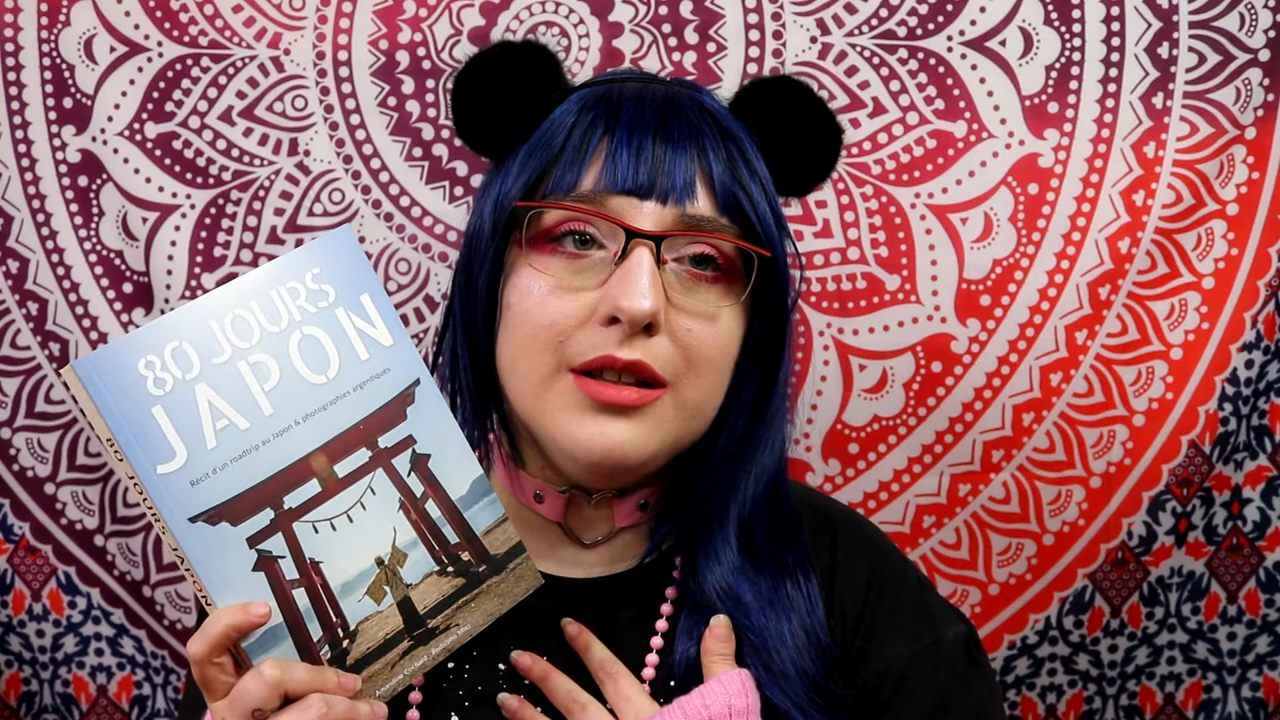 80 JOURS
JAPON
Récit d'un roadtrip au Japon & photographies argentiques
80 JOURS JAPON